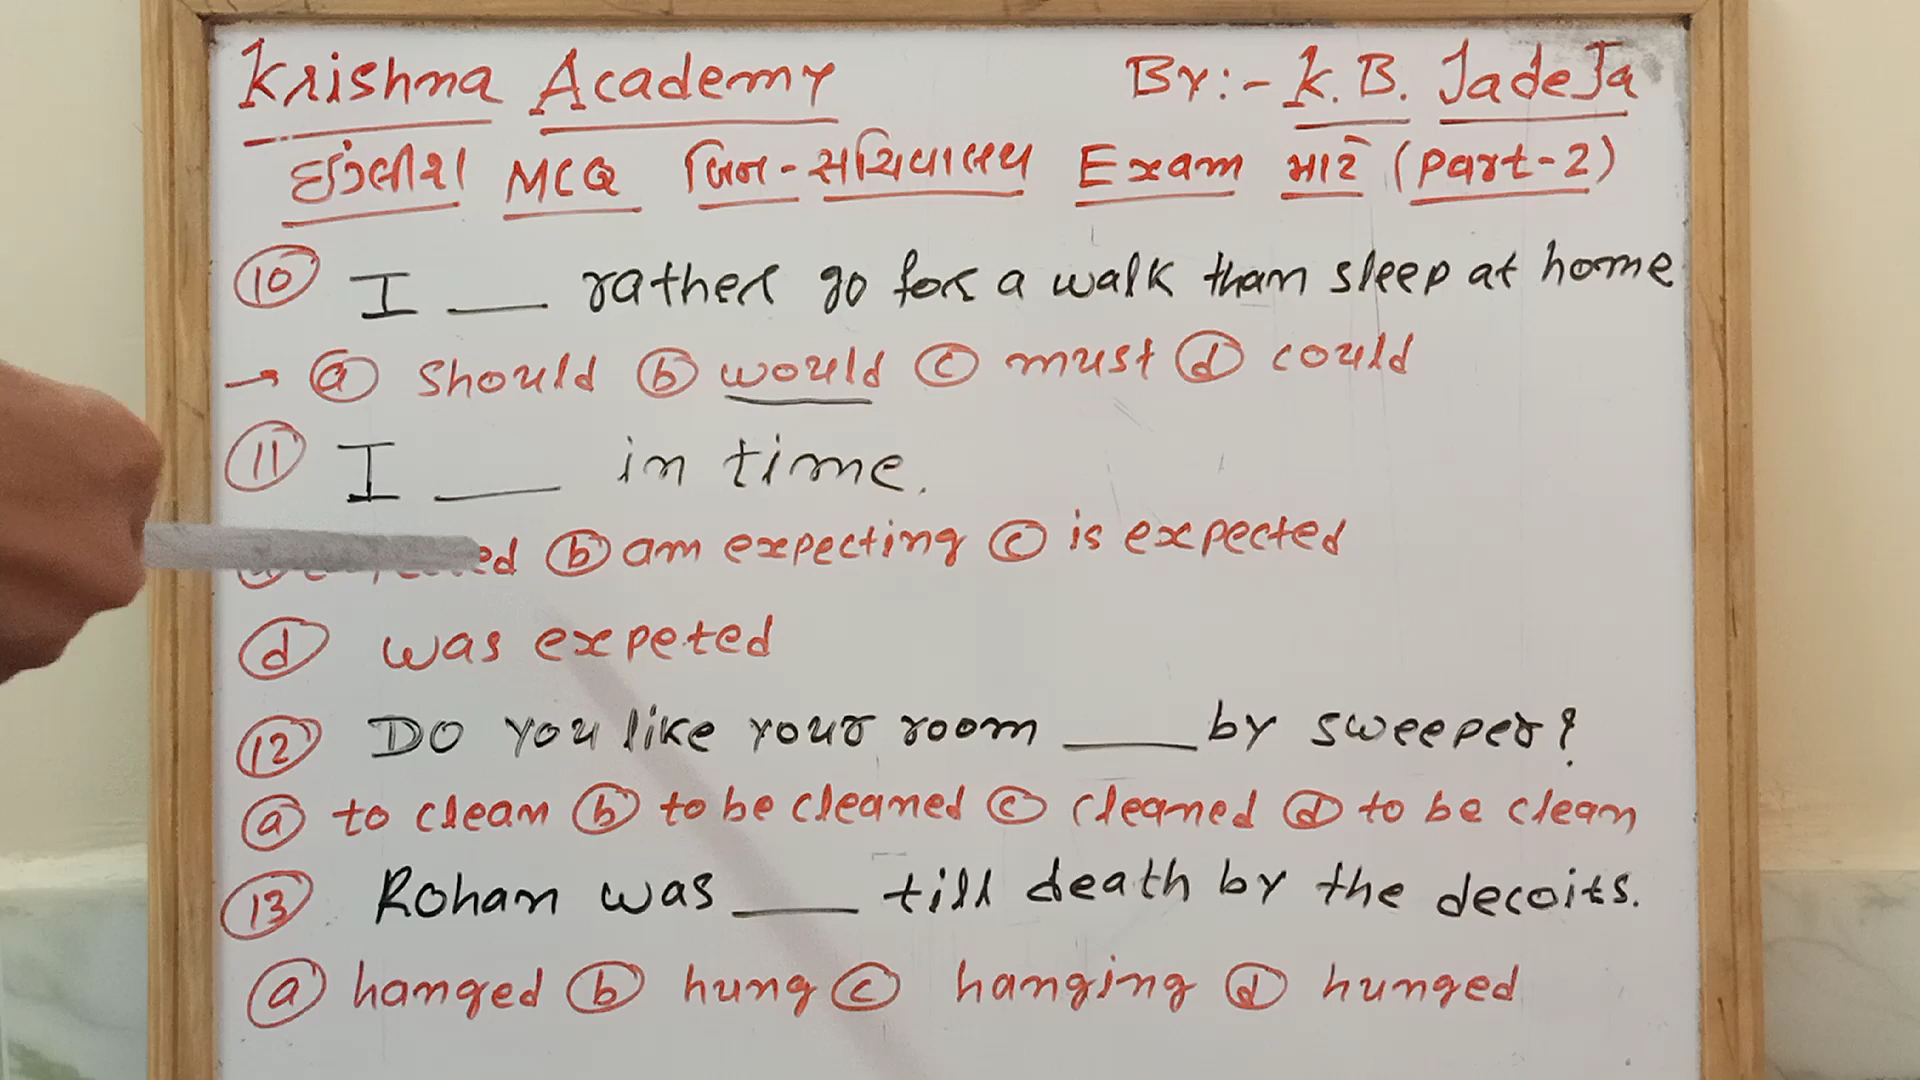 Krishna Academy By:- K.B. JadeJa
ઈંગ્લીશ MCQ બિન-સચિવાલય Exam માટે (Part-2)
10 I ___ rather go for a walk than sleep at home
→ a should b would c must d could
11 I ___ in time.
b am expecting c is expected
d was expeted
12 Do you like your room ___ by sweeper?
a to clean b to be cleaned c cleaned d to be clean
13 Rohan was ___ till death by the decoits.
a hanged b hung c hanging d hunged